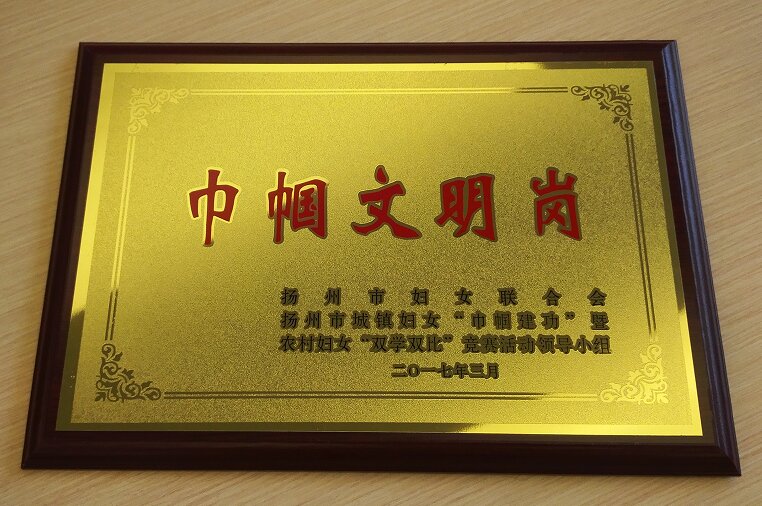 巾帼文明岗
扬州市妇女联合会
扬州市城镇妇女“巾帼建功”暨
农村妇女“双学双比”竞赛活动领导小组
二〇一七年三月